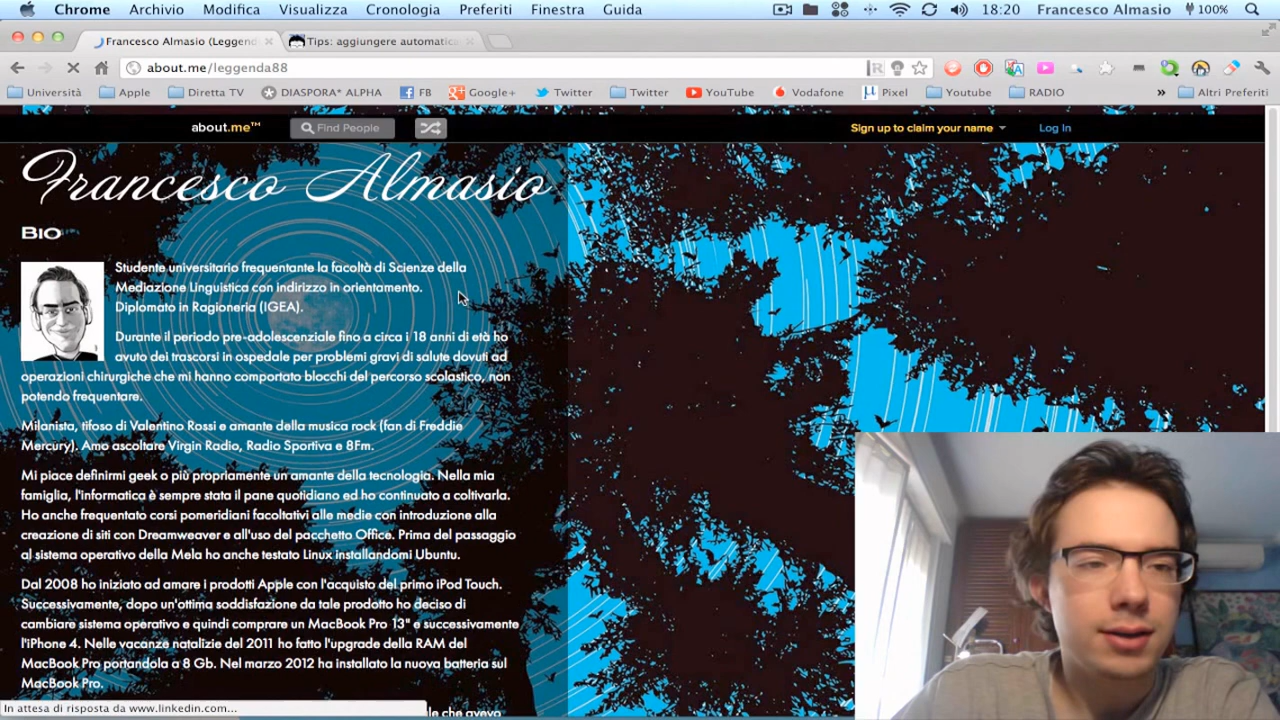 Chrome Archivio Modifica Visualizza Cronologia Preferiti Finestra Guida 18:20 Francesco Almasio 100%
Francesco Almasio (Leggend Tips: aggiungere automatic
about.me/leggenda88
Università Apple Diretta TV DIASPORA* ALPHA FB Google+ Twitter Twitter YouTube Vodafone Pixel Youtube RADIO » Altri Preferiti
about.me™ Find People Sign up to claim your name Log In
Francesco Almasio
BIO
Studente universitario frequentante la facoltà di Scienze della
Mediazione Linguistica con indirizzo in orientamento.
Diplomato in Ragioneria (IGEA).
Durante il periodo pre-adolescenziale fino a circa i 18 anni di età ho
avuto dei trascorsi in ospedale per problemi gravi di salute dovuti ad
operazioni chirurgiche che mi hanno comportato blocchi del percorso scolastico, non
potendo frequentare.
Milanista, tifoso di Valentino Rossi e amante della musica rock (fan di Freddie
Mercury). Amo ascoltare Virgin Radio, Radio Sportiva e 8Fm.
Mi piace definirmi geek o più propriamente un'amante della tecnologia. Nella mia
famiglia, l'informatica è sempre stata il pane quotidiano ed ho continuato a coltivarla.
Ho anche frequentato corsi pomeridiani facoltativi alle medie con introduzione alla
creazione di siti con Dreamweaver e all'uso del pacchetto Office. Prima del passaggio
al sistema operativo della Mela ho anche testato Linux installandomi Ubuntu.
Dal 2008 ho iniziato ad amare i prodotti Apple con l'acquisto del primo iPod Touch.
Successivamente, dopo un'ottima soddisfazione da tale prodotto ho deciso di
cambiare sistema operativo e quindi comprare un MacBook Pro 13" e successivamente
l'iPhone 4. Nelle vacanze natalizie del 2011 ho fatto l'upgrade della RAM del
MacBook Pro portandola a 8 Gb. Nel marzo 2012 ha installato la nuova batteria sul
MacBook Pro.
In attesa di risposta da www.linkedin.com... le che avevo